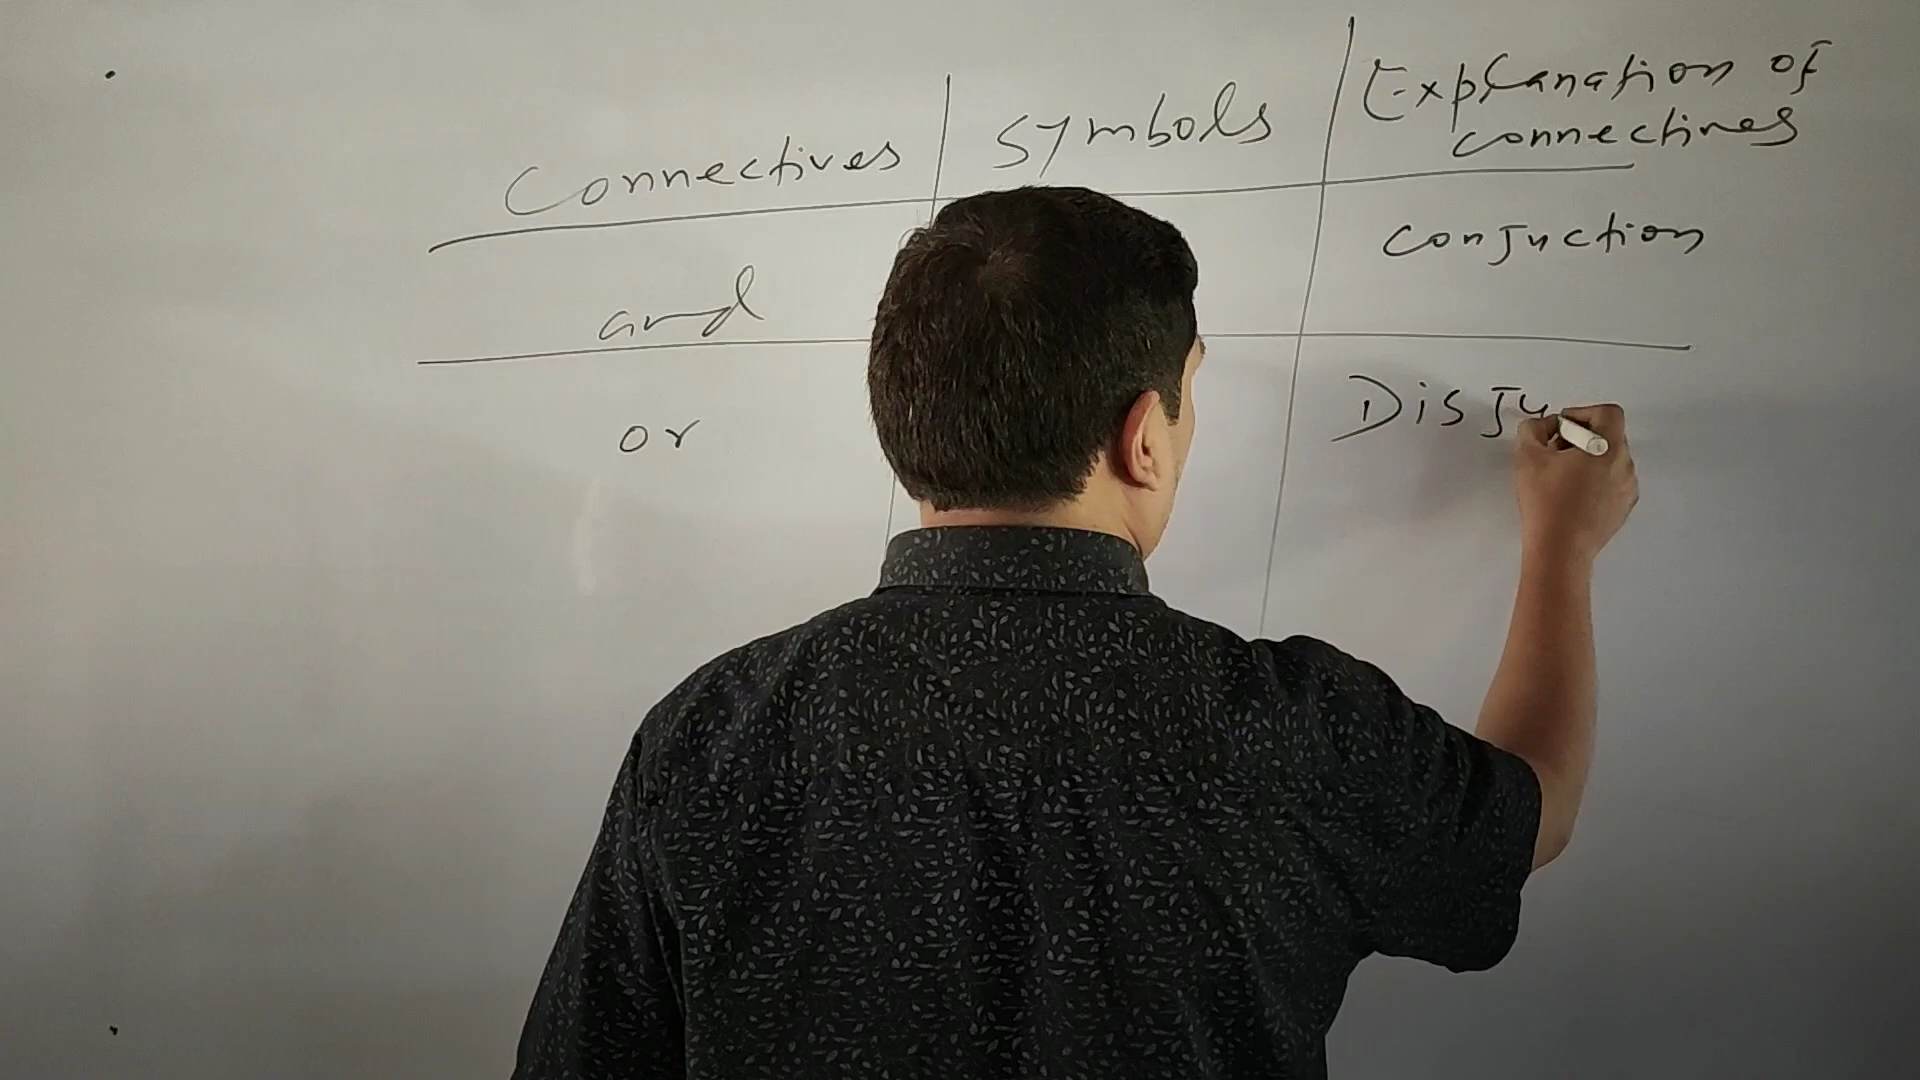 Connectives
Symbols
Explanation of
connectives
and
Conjuction
or
Disju